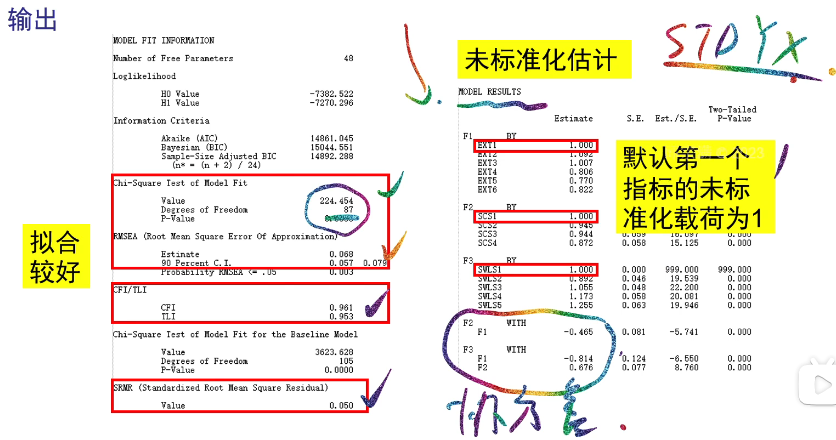 输出
MODEL FIT INFORMATION
Number of Free Parameters 48
Loglikelihood
H0 Value -7382.522
H1 Value -7270.296
Information Criteria
Akaike (AIC) 14861.045
Bayesian (BIC) 15044.551
Sample-Size Adjusted BIC 14892.288
(n* = (n + 2) / 24)
Chi-Square Test of Model Fit
Value 224.454
Degrees of Freedom 87
P-Value
RMSEA (Root Mean Square Error Of Approximation)
Estimate 0.068
90 Percent C.I. 0.057 0.079
Probability RMSEA <= .05 0.003
CFI/TLI
CFI 0.961
TLI 0.953
Chi-Square Test of Model Fit for the Baseline Model
Value 3623.628
Degrees of Freedom 105
P-Value 0.0000
SRMR (Standardized Root Mean Square Residual)
Value 0.050
拟合
较好
未标准化估计
STDYX
MODEL RESULTS
Two-Tailed
Estimate S.E. Est./S.E. P-Value
F1 BY
EXT1 1.000
EXT2 1.092
EXT3 1.007
EXT4 0.806
EXT5 0.770
EXT6 0.822
默认第一个
指标的未标
准化载荷为1
F2 BY
SCS1 1.000
SCS2 0.945
SCS3 0.944 0.059 16.097 0.000
SCS4 0.872 0.058 15.125 0.000
F3 BY
SWLS1 1.000 0.000 999.000 999.000
SWLS2 0.892 0.046 19.539 0.000
SWLS3 1.055 0.048 22.200 0.000
SWLS4 1.173 0.058 20.081 0.000
SWLS5 1.255 0.063 19.946 0.000
F2 WITH
F1 -0.465 0.081 -5.741 0.000
F3 WITH
F1 -0.814 0.124 -6.550 0.000
F2 0.676 0.077 8.760 0.000
协方差